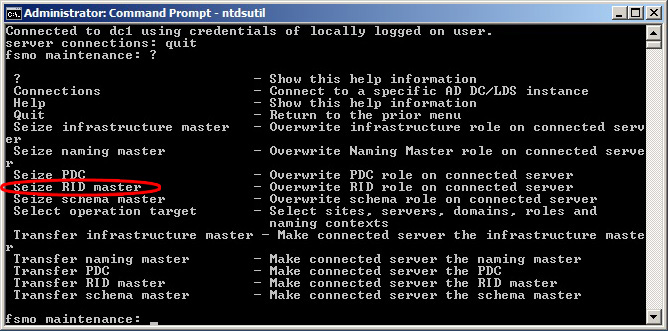 Administrator: Command Prompt - ntdsutil
Connected to dc1 using credentials of locally logged on user.
server connections: quit
fsmo maintenance: ?
? - Show this help information
Connections - Connect to a specific AD DC/LDS instance
Help - Show this help information
Quit - Return to the prior menu
Seize infrastructure master - Overwrite infrastructure role on connected serv
er
Seize naming master - Overwrite Naming Master role on connected serve
r
Seize PDC - Overwrite PDC role on connected server
Seize RID master - Overwrite RID role on connected server
Seize schema master - Overwrite schema role on connected server
Select operation target - Select sites, servers, domains, roles and
naming contexts
Transfer infrastructure master - Make connected server the infrastructure maste
r
Transfer naming master - Make connected server the naming master
Transfer PDC - Make connected server the PDC
Transfer RID master - Make connected server the RID master
Transfer schema master - Make connected server the schema master
fsmo maintenance: _